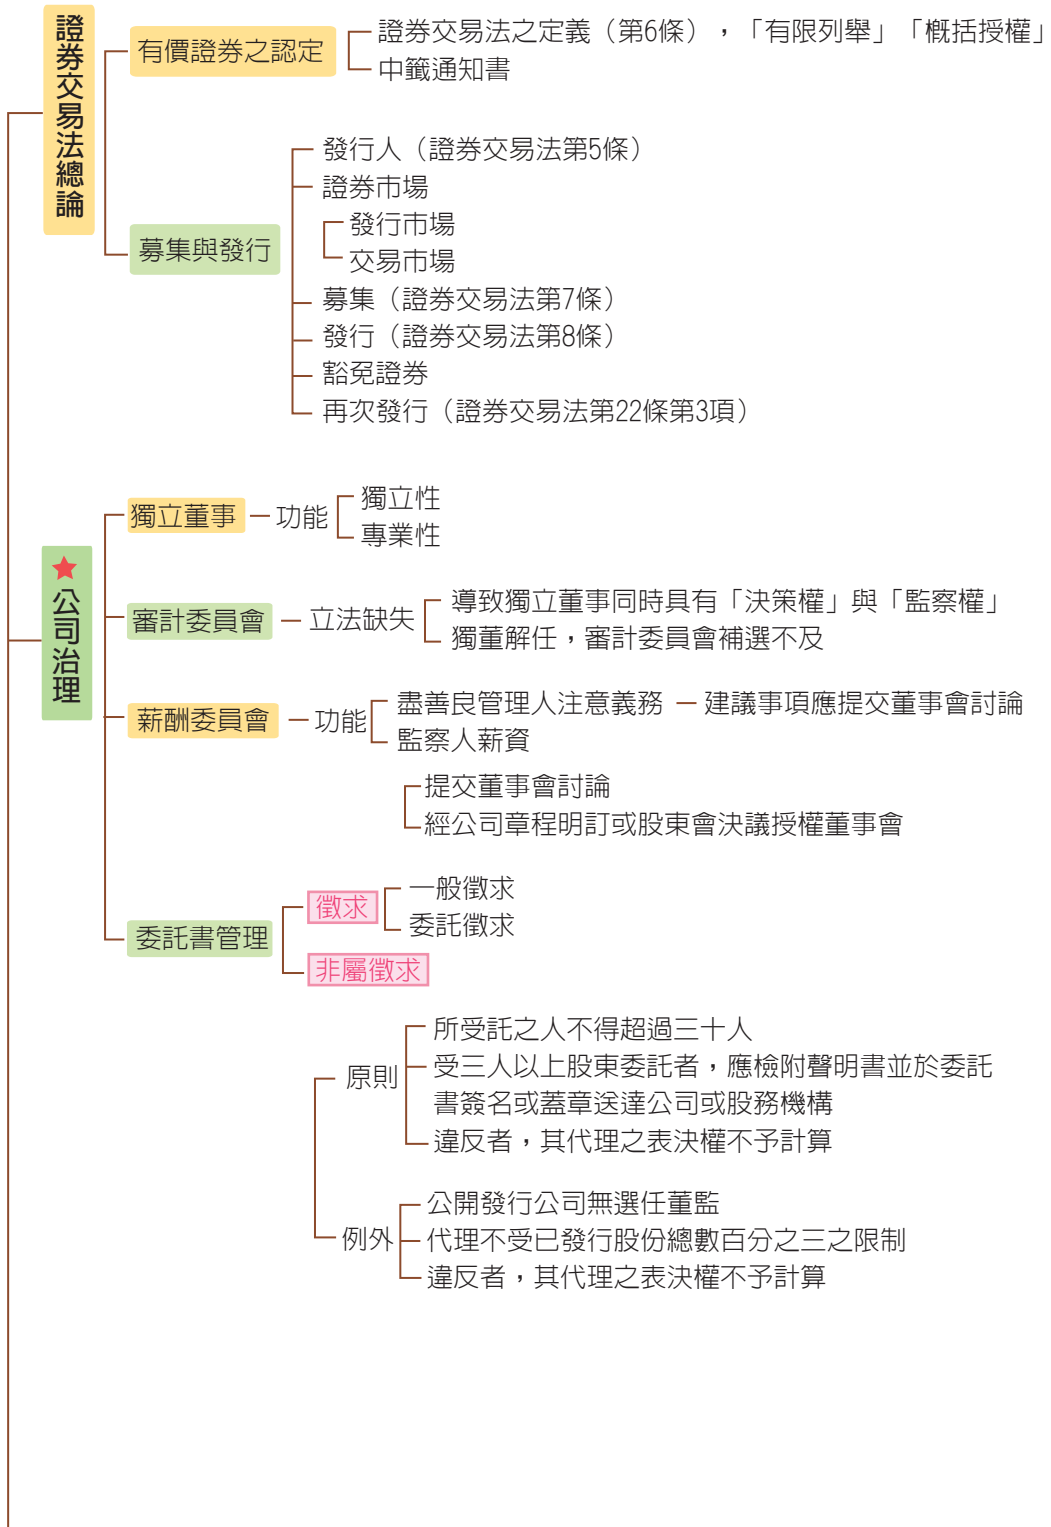 證券交易法總論
有價證券之認定
證券交易法之定義（第6條），「有限列舉」「概括授權」
中籤通知書
募集與發行
發行人（證券交易法第5條）
證券市場
發行市場
交易市場
募集（證券交易法第7條）
發行（證券交易法第8條）
豁免證券
再次發行（證券交易法第22條第3項）
公司治理
獨立董事
功能
獨立性
專業性
審計委員會
立法缺失
導致獨立董事同時具有「決策權」與「監察權」
獨董解任，審計委員會補選不及
薪酬委員會
功能
盡善良管理人注意義務
建議事項應提交董事會討論
監察人薪資
提交董事會討論
經公司章程明訂或股東會決議授權董事會
委託書管理
徵求
一般徵求
委託徵求
非屬徵求
原則
所受託之人不得超過三十人
受三人以上股東委託者，應檢附聲明書並於委託
書簽名或蓋章送達公司或股務機構
違反者，其代理之表決權不予計算
例外
公開發行公司無選任董監
代理不受已發行股份總數百分之三之限制
違反者，其代理之表決權不予計算